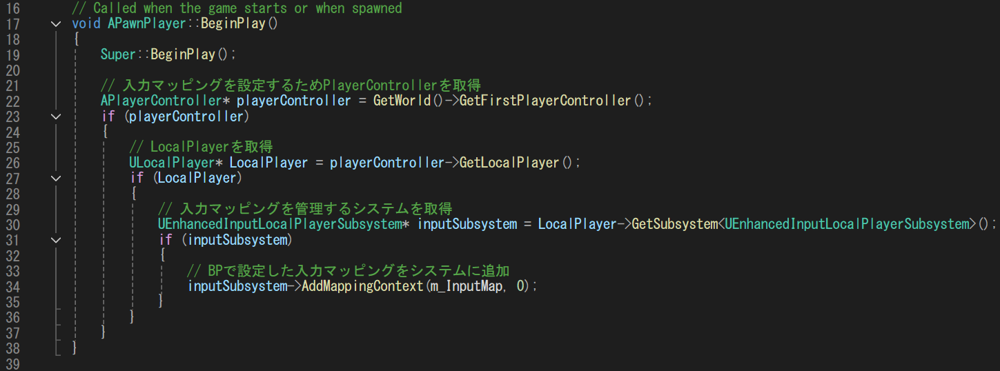 16 // Called when the game starts or when spawned
17 void APawnPlayer::BeginPlay()
18 {
19 Super::BeginPlay();
20
21 // 入力マッピングを設定するためPlayerControllerを取得
22 APlayerController* playerController = GetWorld()->GetFirstPlayerController();
23 if (playerController)
24 {
25 // LocalPlayerを取得
26 ULocalPlayer* LocalPlayer = playerController->GetLocalPlayer();
27 if (LocalPlayer)
28 {
29 // 入力マッピングを管理するシステムを取得
30 UEnhancedInputLocalPlayerSubsystem* inputSubsystem = LocalPlayer->GetSubsystem<UEnhancedInputLocalPlayerSubsystem>();
31 if (inputSubsystem)
32 {
33 // BPで設定した入力マッピングをシステムに追加
34 inputSubsystem->AddMappingContext(m_InputMap, 0);
35 }
36 }
37 }
38 }
39